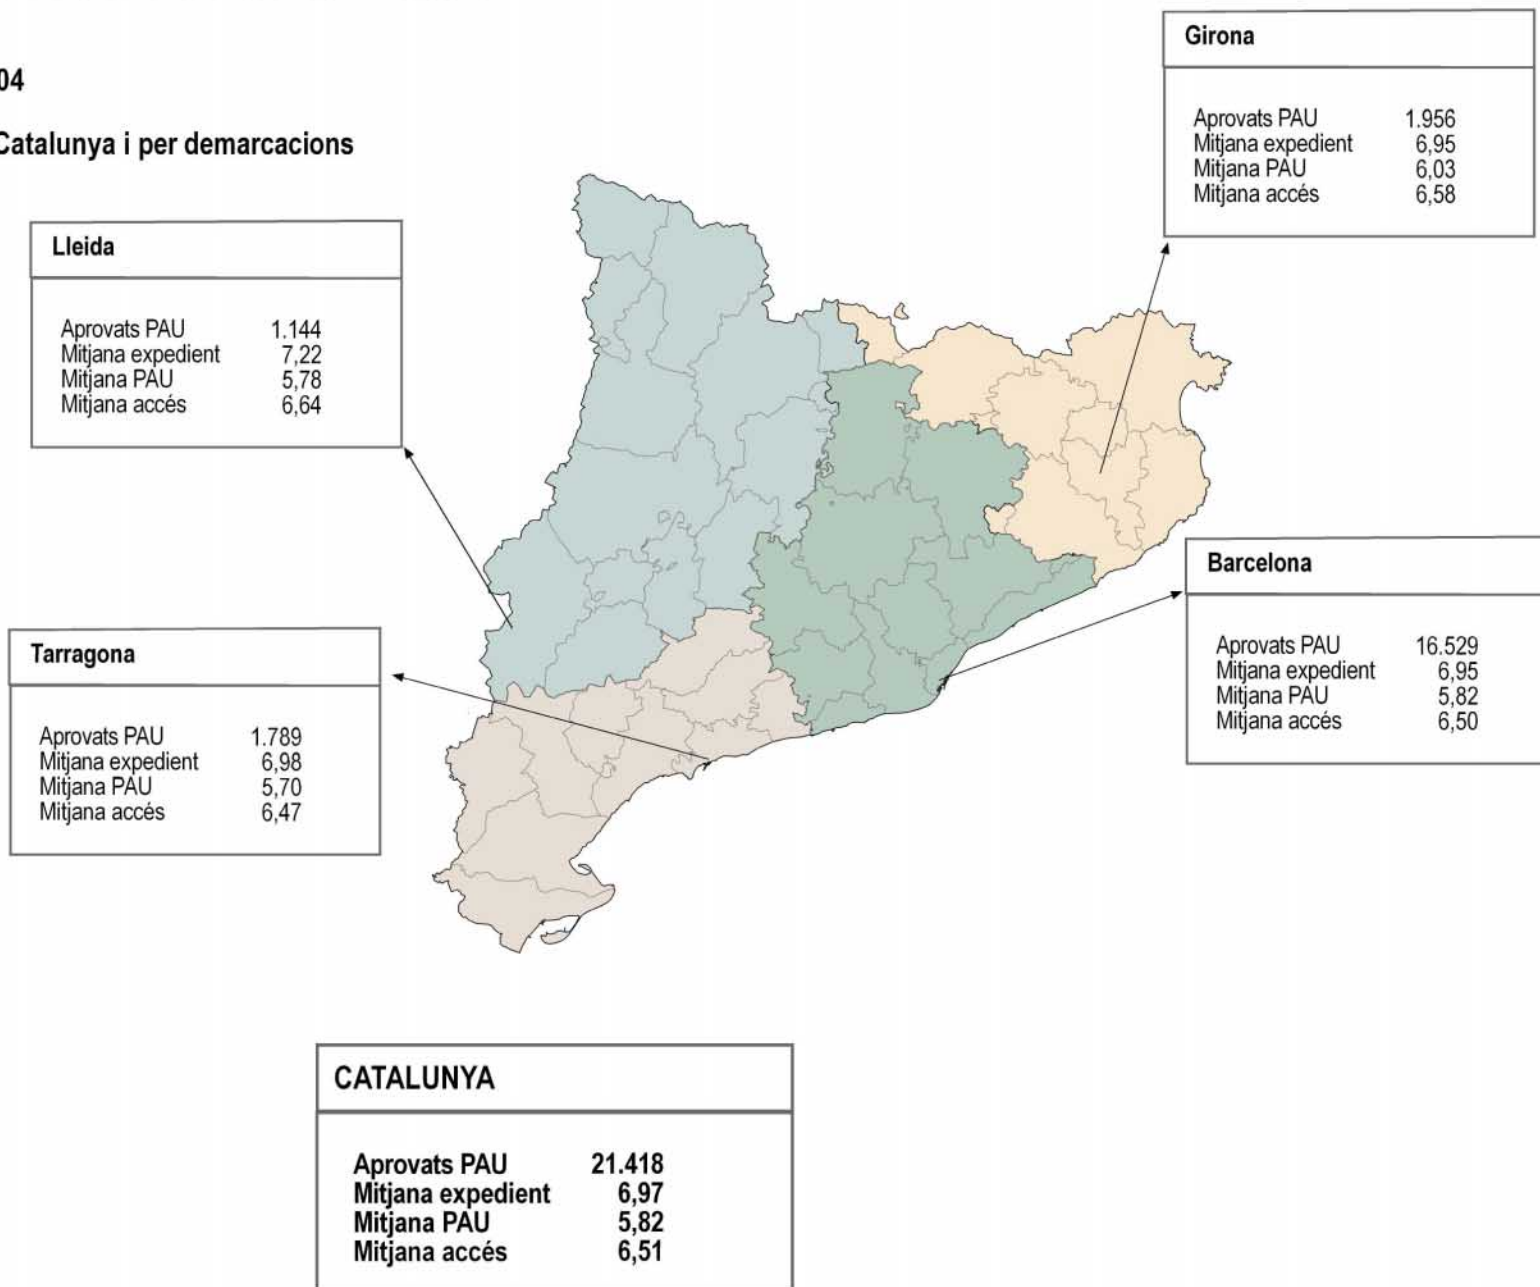 04
Catalunya i per demarcacions
Girona
Aprovats PAU 1.956
Mitjana expedient 6,95
Mitjana PAU 6,03
Mitjana accés 6,58
Lleida
Aprovats PAU 1.144
Mitjana expedient 7,22
Mitjana PAU 5,78
Mitjana accés 6,64
Barcelona
Aprovats PAU 16.529
Mitjana expedient 6,95
Mitjana PAU 5,82
Mitjana accés 6,50
Tarragona
Aprovats PAU 1.789
Mitjana expedient 6,98
Mitjana PAU 5,70
Mitjana accés 6,47
CATALUNYA
Aprovats PAU 21.418
Mitjana expedient 6,97
Mitjana PAU 5,82
Mitjana accés 6,51